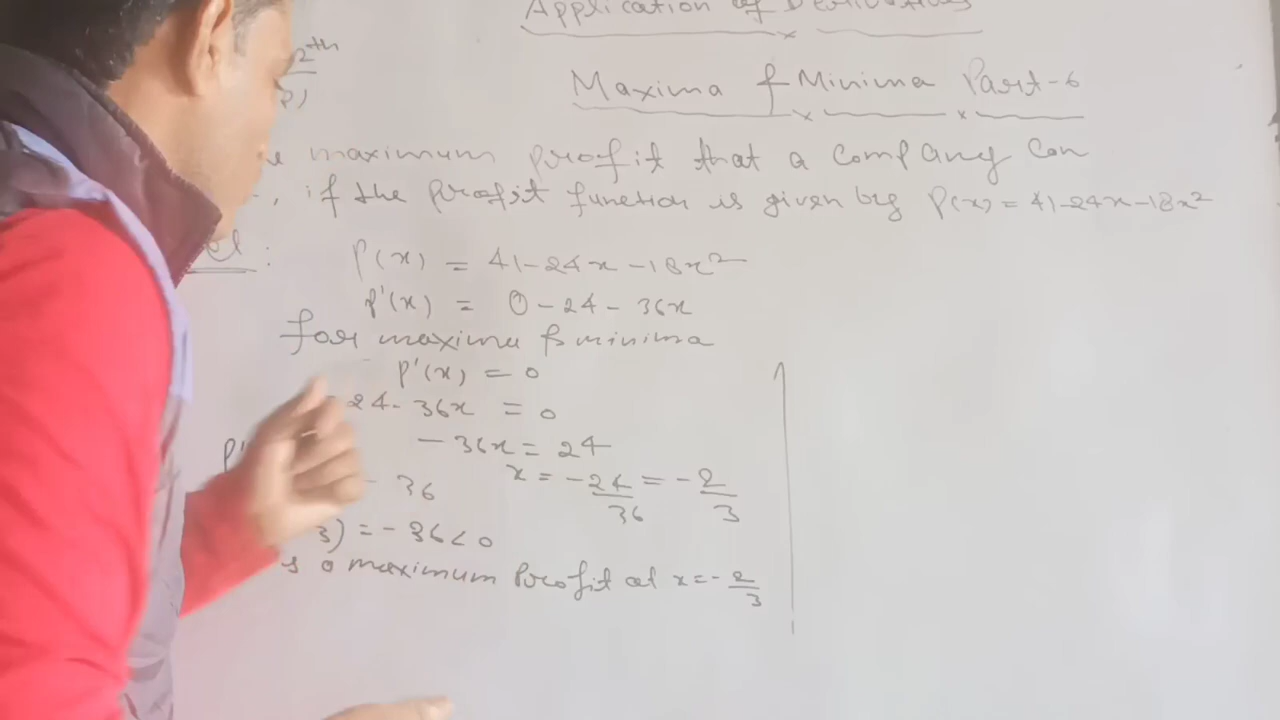 Application of Derivatives
2th
Maxima & Minima Part-6
maximum profit that a company can
, if the profit function is given by P(x) = 41-24x-18x²
P(x) = 41-24x-18x²
P'(x) = 0-24-36x
for maxima & minima
P'(x) = 0
24-36x = 0
-36x = 24
x = -24/36 = -2/3
- 36
3) = -36<0
a maximum Profit at x=-2/3